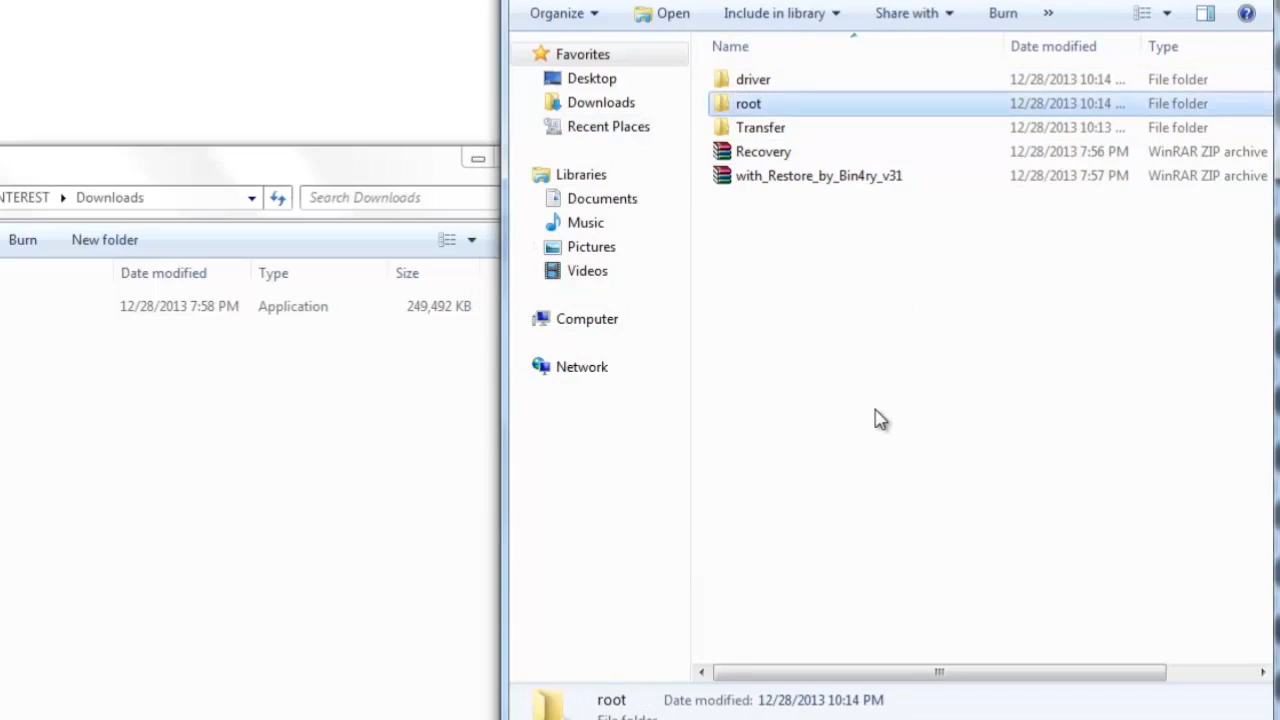 Organize Open Include in library Share with Burn »
Favorites
Desktop
Downloads
Recent Places
Libraries
Documents
Music
Pictures
Videos
Computer
Network
Name Date modified Type
driver 12/28/2013 10:14 ... File folder
root 12/28/2013 10:14 ... File folder
Transfer 12/28/2013 10:13 ... File folder
Recovery 12/28/2013 7:56 PM WinRAR ZIP archive
with_Restore_by_Bin4ry_v31 12/28/2013 7:57 PM WinRAR ZIP archive
root Date modified: 12/28/2013 10:14 PM
File folder
NTEREST Downloads Search Downloads
Burn New folder
Date modified Type Size
12/28/2013 7:58 PM Application 249,492 KB